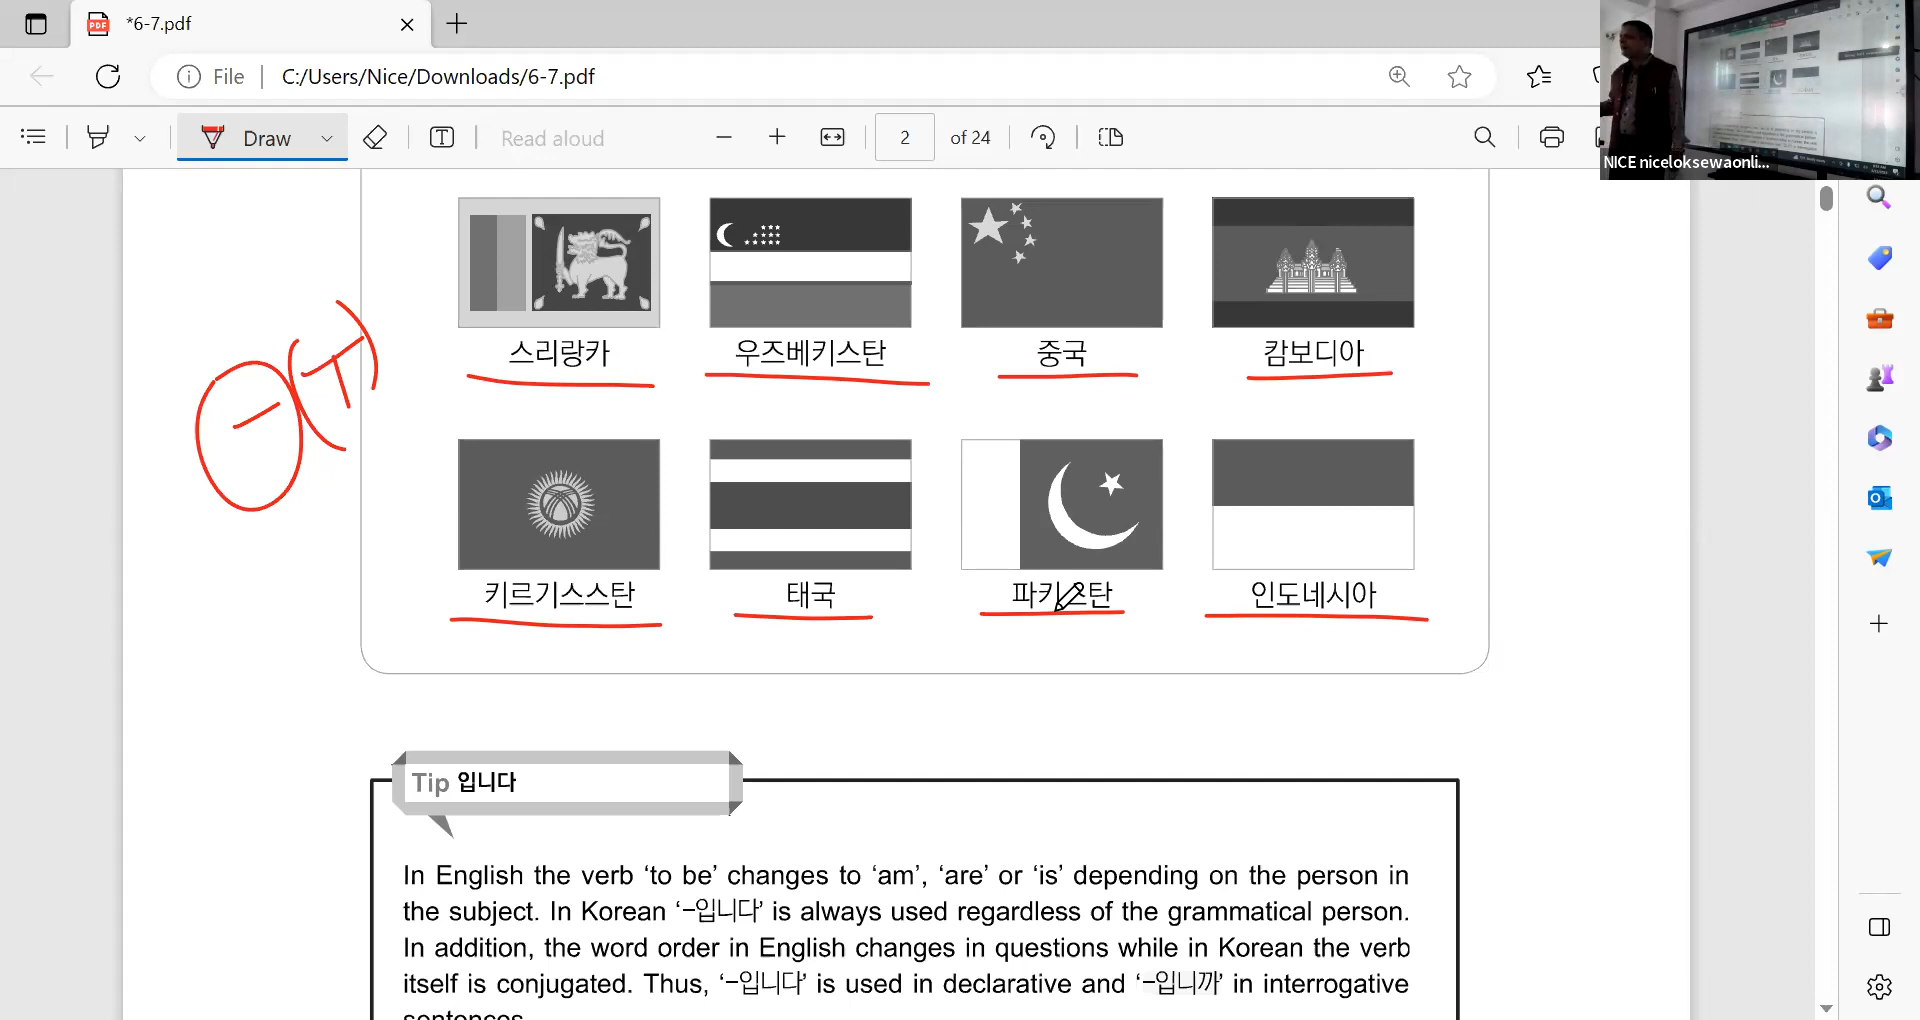 *6-7.pdf
File C:/Users/Nice/Downloads/6-7.pdf
Draw Read aloud 2 of 24
NICE niceloksewaonli...
스리랑카 우즈베키스탄 중국 캄보디아
키르기스스탄 태국 파키스탄 인도네시아
Tip 입니다
In English the verb ‘to be’ changes to ‘am’, ‘are’ or ‘is’ depending on the person in
the subject. In Korean ‘–입니다’ is always used regardless of the grammatical person.
In addition, the word order in English changes in questions while in Korean the verb
itself is conjugated. Thus, ‘–입니다’ is used in declarative and ‘–입니까’ in interrogative
sentences.